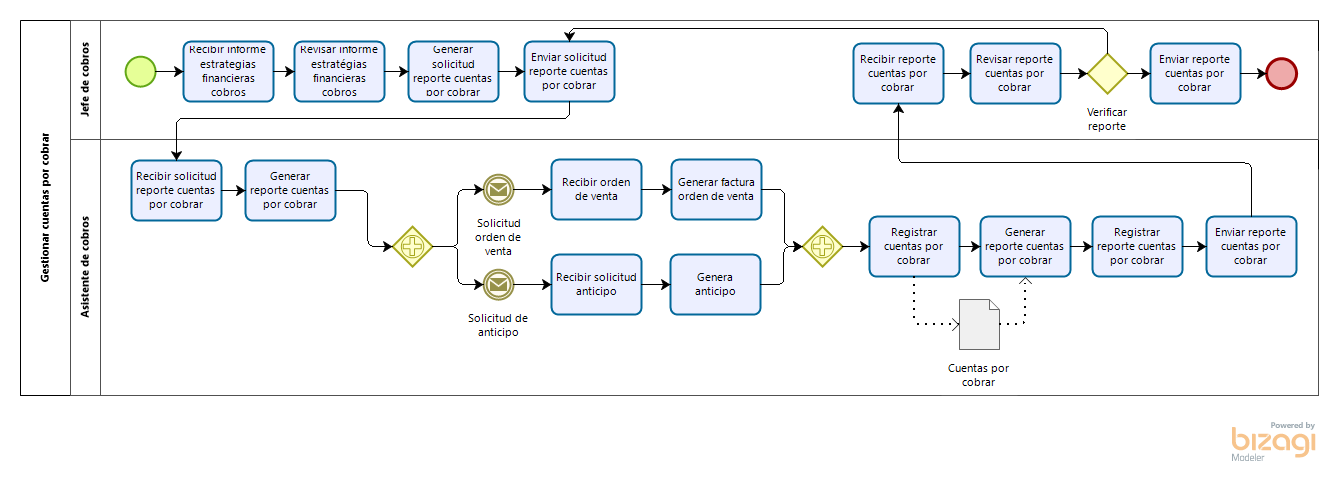 Gestionar cuentas por cobrar
Jefe de cobros
Recibir informe
estrategias
financieras
cobros
Revisar informe
estratégias
financieras
cobros
Generar
solicitud
reporte cuentas
por cobrar
Enviar solicitud
reporte cuentas
por cobrar
Recibir reporte
cuentas por
cobrar
Revisar reporte
cuentas por
cobrar
Verificar
reporte
Enviar reporte
cuentas por
cobrar
Asistente de cobros
Recibir solicitud
reporte cuentas
por cobrar
Generar
reporte cuentas
por cobrar
Solicitud
orden de
venta
Recibir orden
de venta
Generar factura
orden de venta
Solicitud de
anticipo
Recibir solicitud
anticipo
Genera
anticipo
Registrar
cuentas por
cobrar
Generar
reporte cuentas
por cobrar
Registrar
reporte cuentas
por cobrar
Enviar reporte
cuentas por
cobrar
Cuentas por
cobrar
Powered by
bizagi
Modeler